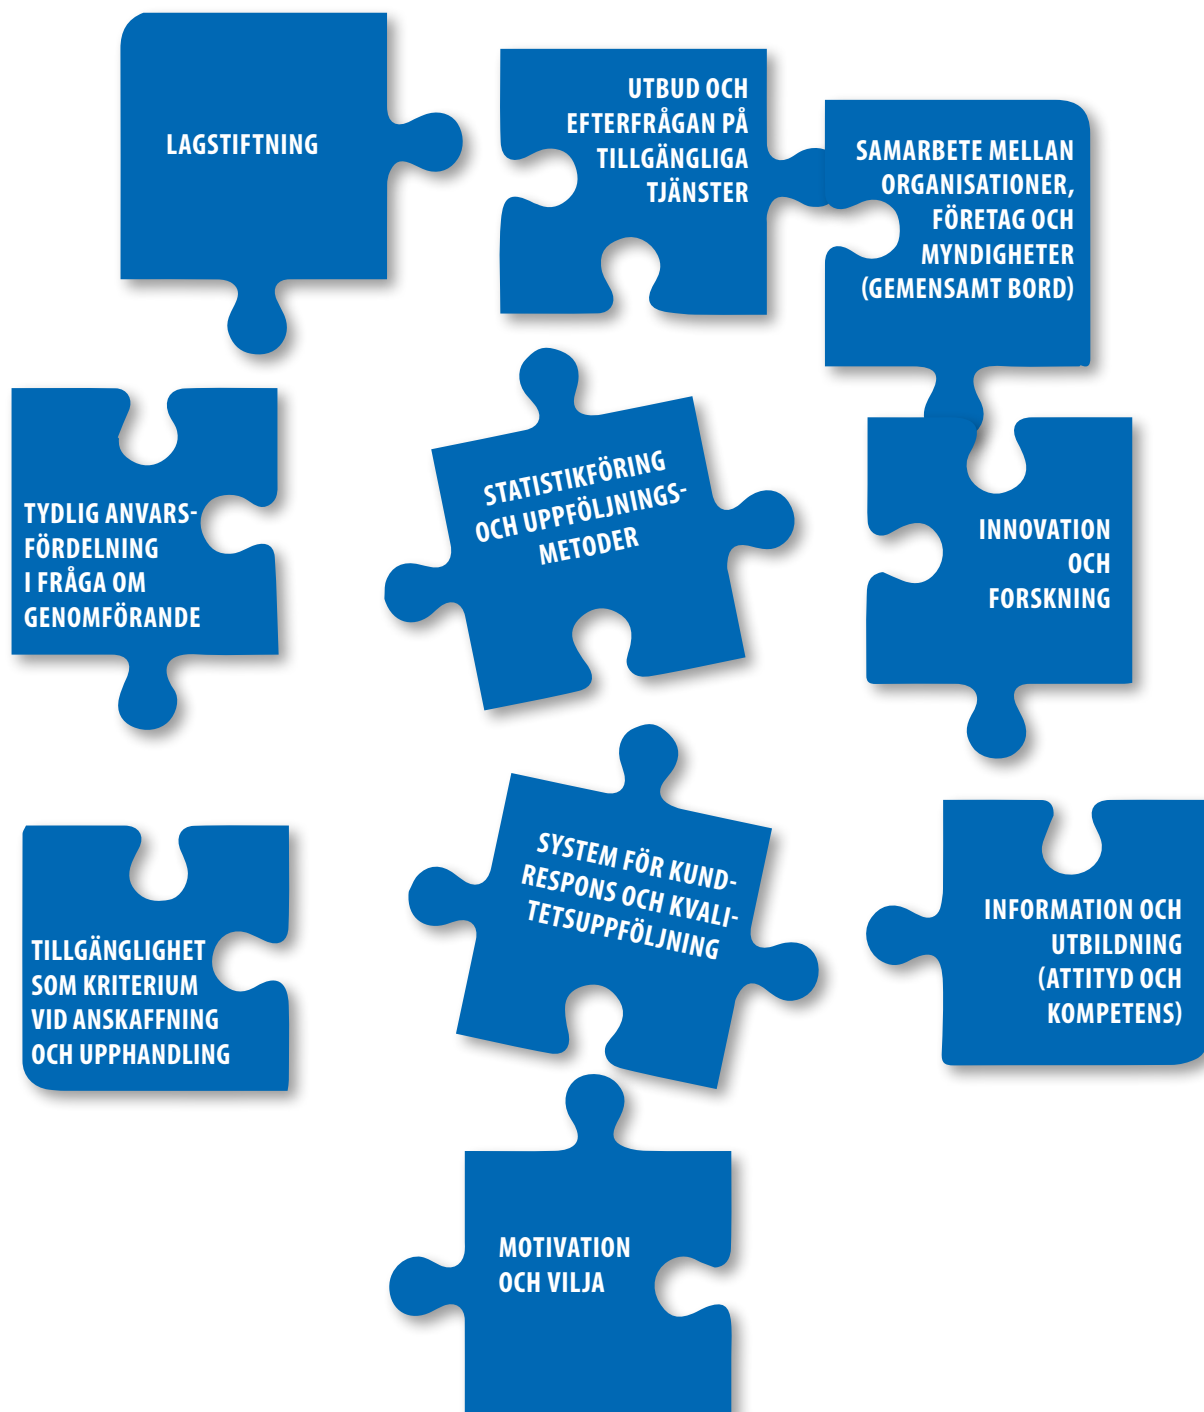 LAGSTIFTNING
UTBUD OCH
EFTERFRÅGAN PÅ
TILLGÄNGLIGA
TJÄNSTER
SAMARBETE MELLAN
ORGANISATIONER,
FÖRETAG OCH
MYNDIGHETER
(GEMENSAMT BORD)
TYDLIG ANVARS-
FÖRDELNING
I FRÅGA OM
GENOMFÖRANDE
STATISTIKFÖRING
OCH UPPFÖLJNINGS-
METODER
INNOVATION
OCH
FORSKNING
TILLGÄNGLIGHET
SOM KRITERIUM
VID ANSKAFFNING
OCH UPPHANDLING
SYSTEM FÖR KUND-
RESPONS OCH KVALI-
TETSUPPFÖLJNING
INFORMATION OCH
UTBILDNING
(ATTITYD OCH
KOMPETENS)
MOTIVATION
OCH VILJA